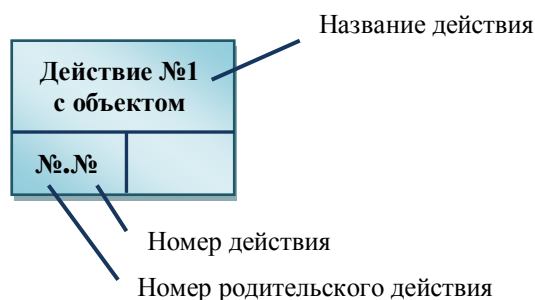 Название действия
Действие №1
с объектом
№.№
Номер действия
Номер родительского действия